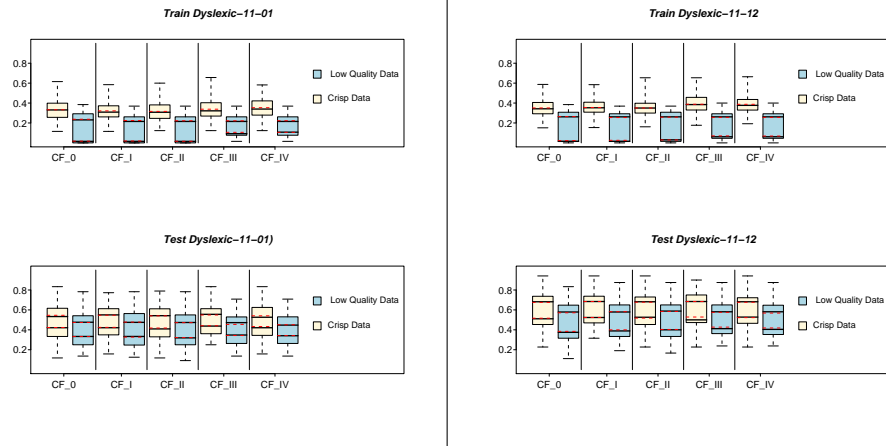 Train Dyslexic–11–01
0.8
0.6
0.4
0.2
Low Quality Data
Crisp Data
CF_0 CF_I CF_II CF_III CF_IV
Train Dyslexic–11–12
0.8
0.6
0.4
0.2
Low Quality Data
Crisp Data
CF_0 CF_I CF_II CF_III CF_IV
Test Dyslexic–11–01)
0.8
0.6
0.4
0.2
Low Quality Data
Crisp Data
CF_0 CF_I CF_II CF_III CF_IV
Test Dyslexic–11–12
0.8
0.6
0.4
0.2
Low Quality Data
Crisp Data
CF_0 CF_I CF_II CF_III CF_IV